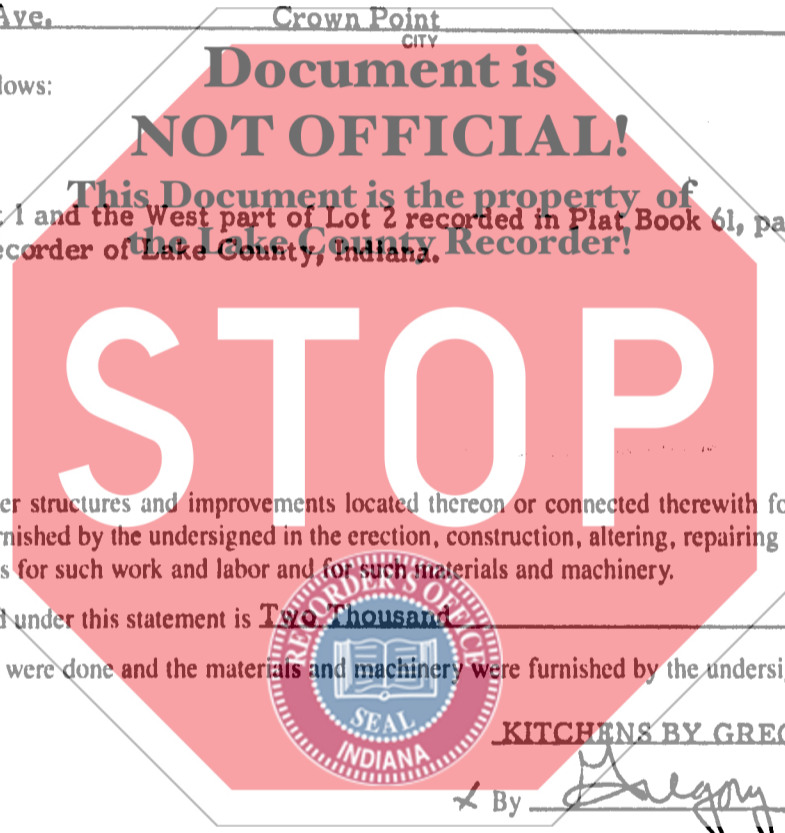 Ave. Crown Point
CITY
Document is
lows:
NOT OFFICIAL!
This Document is the property of
1 and the West part of Lot 2 recorded in Plat Book 61, pa
the Lake County Recorder!
ecorder of Lake County, Indiana.
STOP
er structures and improvements located thereon or connected therewith fo
rnished by the undersigned in the erection, construction, altering, repairing
s for such work and labor and for such materials and machinery.
d under this statement is Two Thousand
were done and the materials and machinery were furnished by the undersi
RECORDER'S OFFICE
SEAL
INDIANA
KITCHENS BY GREG
x By Gregory